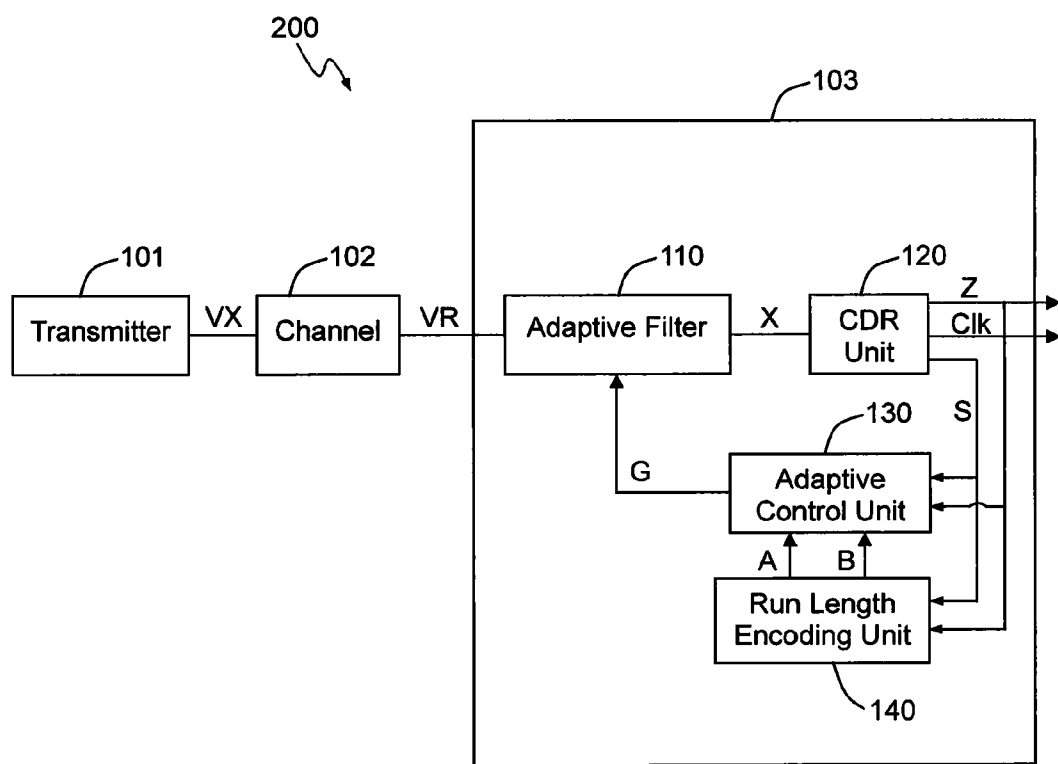 200
103
101
102
110
120
Transmitter
VX
Channel
VR
Adaptive Filter
X
CDR
Unit
Z
Clk
S
130
G
Adaptive
Control Unit
A
B
Run Length
Encoding Unit
140